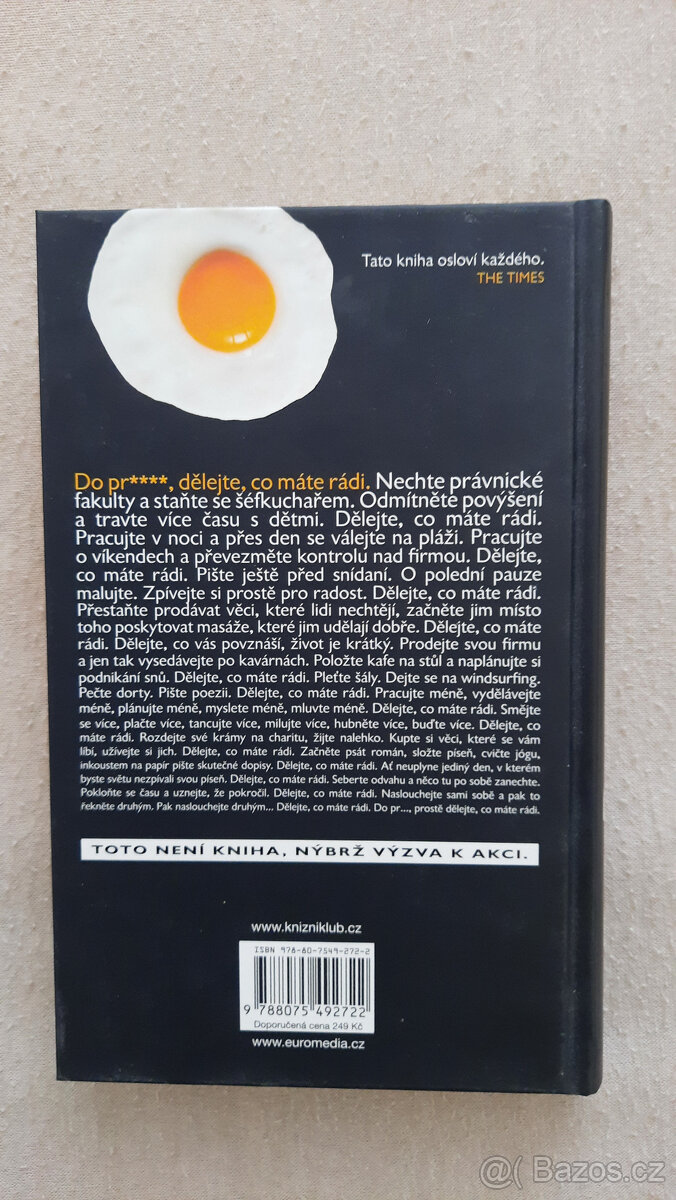 Tato kniha osloví každého.
THE TIMES
Do pr****, dělejte, co máte rádi. Nechte právnické
fakulty a staňte se šéfkuchařem. Odmítněte povýšení
a travte více času s dětmi. Dělejte, co máte rádi.
Pracujte v noci a přes den se válejte na pláži. Pracujte
o víkendech a převezměte kontrolu nad firmou. Dělejte,
co máte rádi. Pište ještě před snídaní. O polední pauze
malujte. Zpívejte si prostě pro radost. Dělejte, co máte rádi.
Přestaňte prodávat věci, které lidi nechtějí, začněte jim místo
toho poskytovat masáže, které jim udělají dobře. Dělejte, co máte
rádi. Dělejte, co vás povznáší, život je krátký. Prodejte svou firmu
a jen tak vysedávejte po kavárnách. Položte kafe na stůl a naplánujte si
podnikání snů. Dělejte, co máte rádi. Pleťte šály. Dejte se na windsurfing.
Pečte dorty. Pište poezii. Dělejte, co máte rádi. Pracujte méně, vydělávejte
méně, plánujte méně, myslete méně, mluvte méně. Dělejte, co máte rádi. Smějte
se více, plačte více, tancujte více, milujte více, hubněte více, buďte více. Dělejte, co
máte rádi. Rozdejte své krámy na charitu, žijte nalehko. Kupte si věci, které se vám
líbí, užívejte si jich. Dělejte, co máte rádi. Začněte psát román, složte píseň, cvičte jógu,
inkoustem na papír pište skutečné dopisy. Dělejte, co máte rádi. Ať neuplyne jediný den, v kterém
byste světu nezpívali svou píseň. Dělejte, co máte rádi. Seberte odvahu a něco tu po sobě zanechte.
Pokloňte se času a uznejte, že pokročil. Dělejte, co máte rádi. Naslouchejte sami sobě a pak to
řekněte druhým. Pak naslouchejte druhým... Dělejte, co máte rádi. Do pr..., prostě dělejte, co máte rádi.
TOTO NENÍ KNIHA, NÝBRŽ VÝZVA K AKCI.
www.knizniklub.cz
ISBN 978-80-7549-272-2
9 788075 492722
Doporučená cena 249 Kč
www.euromedia.cz
@( Bazos.cz